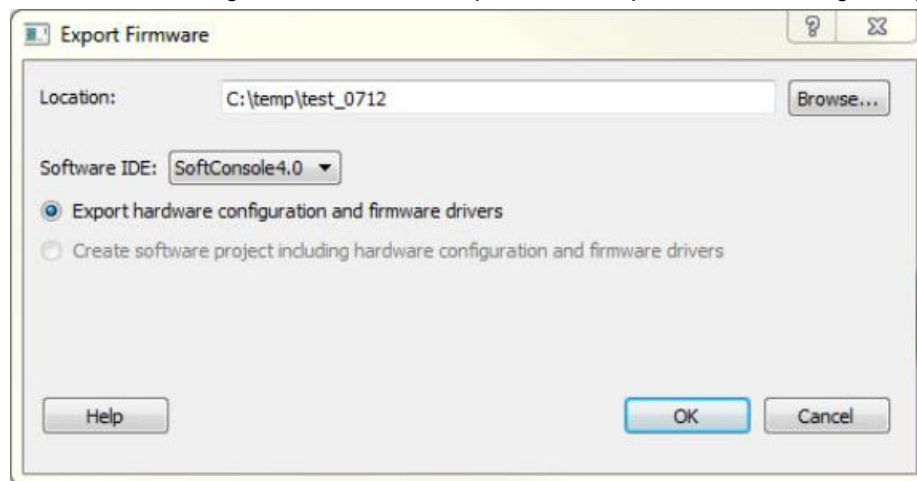 Export Firmware
Location: C:\temp\test_0712 Browse...
Software IDE: SoftConsole4.0
Export hardware configuration and firmware drivers
Create software project including hardware configuration and firmware drivers
Help OK Cancel